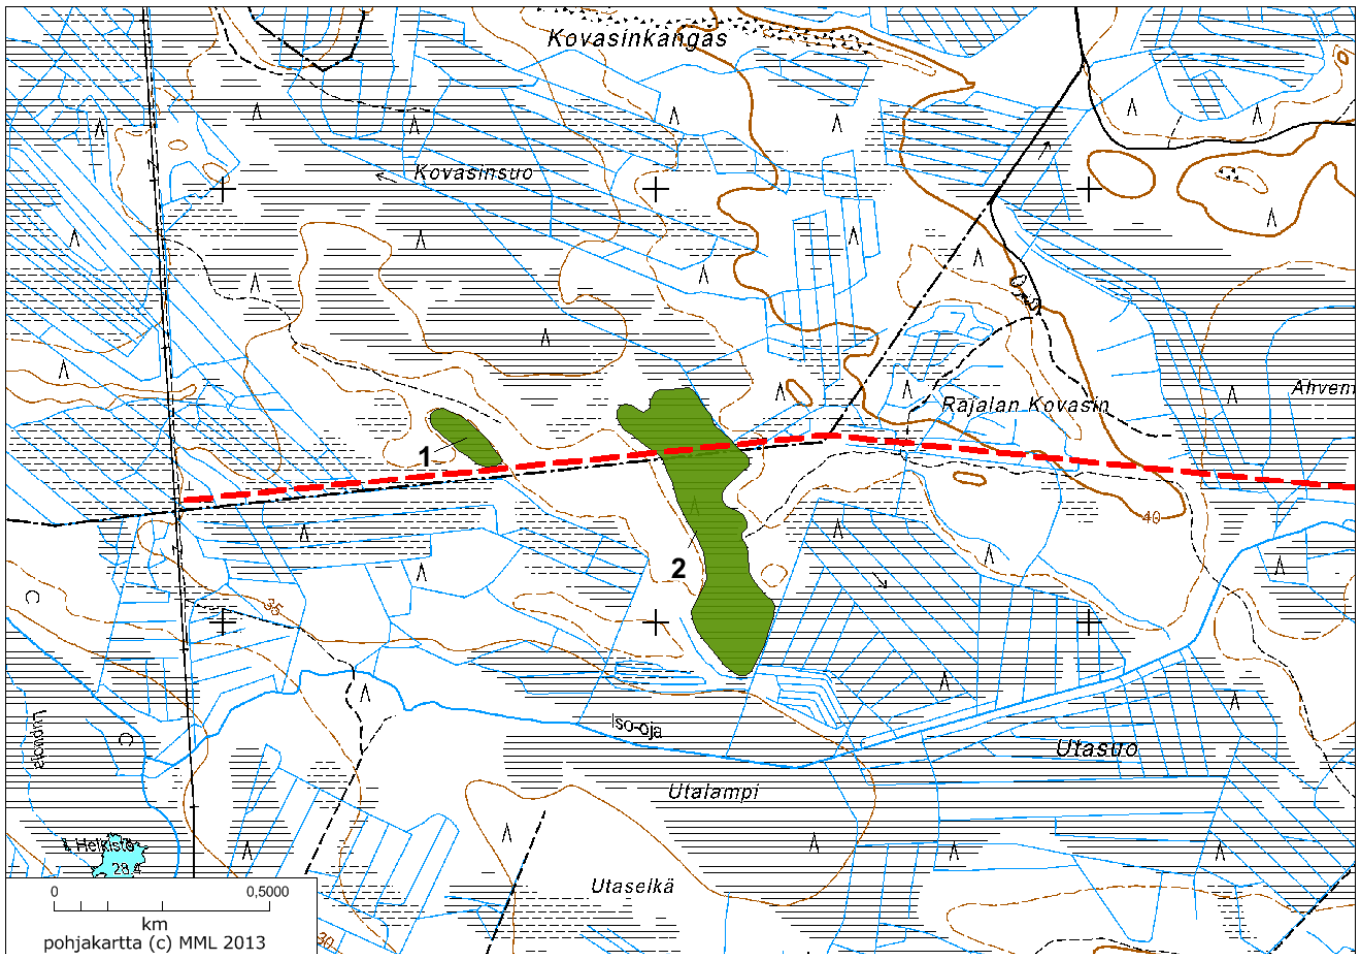 Kovasinkangas
Kovasinsuo
Ahvem
Rajalan Kovasin
1
40
2
35
Iso-oja
Utasuo
Utalampi
Helkistö
28.4
Utaselkä
0 0,5000
km
30
pohjakartta (c) MML 2013